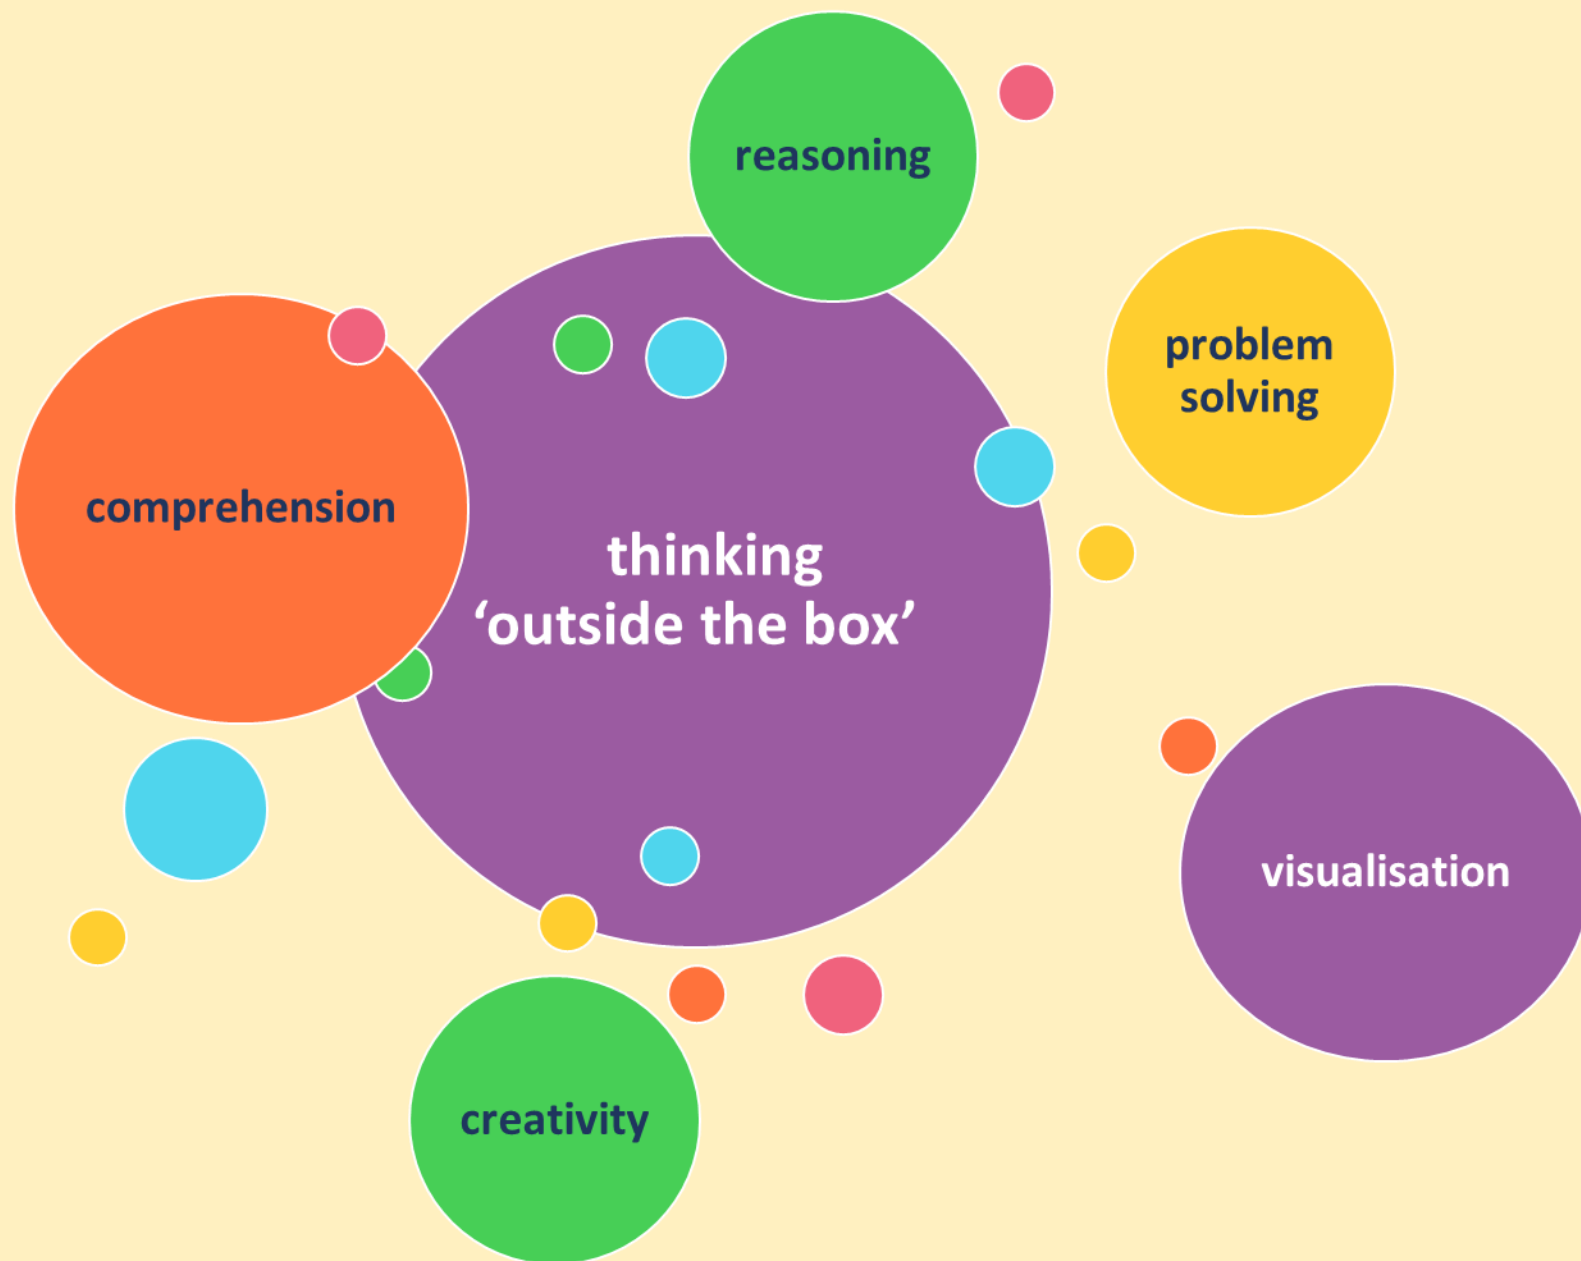 reasoning
problem
solving
comprehension
thinking
‘outside the box’
visualisation
creativity